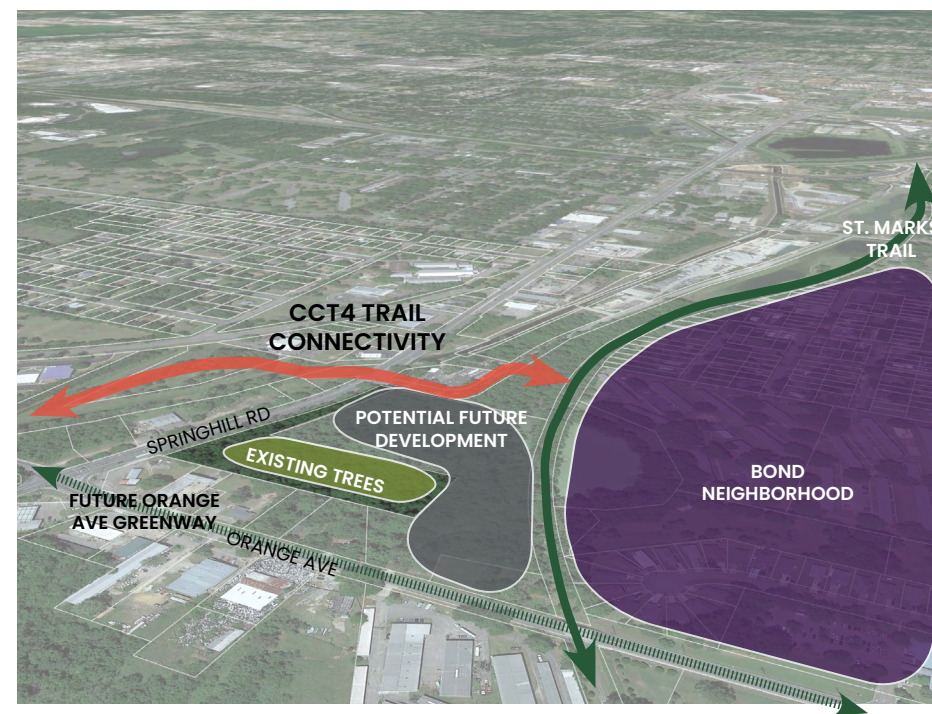 ST. MARKS
TRAIL
CCT4 TRAIL
CONNECTIVITY
SPRINGHILL RD
POTENTIAL FUTURE
DEVELOPMENT
EXISTING TREES
BOND
NEIGHBORHOOD
FUTURE ORANGE
AVE GREENWAY
ORANGE AVE